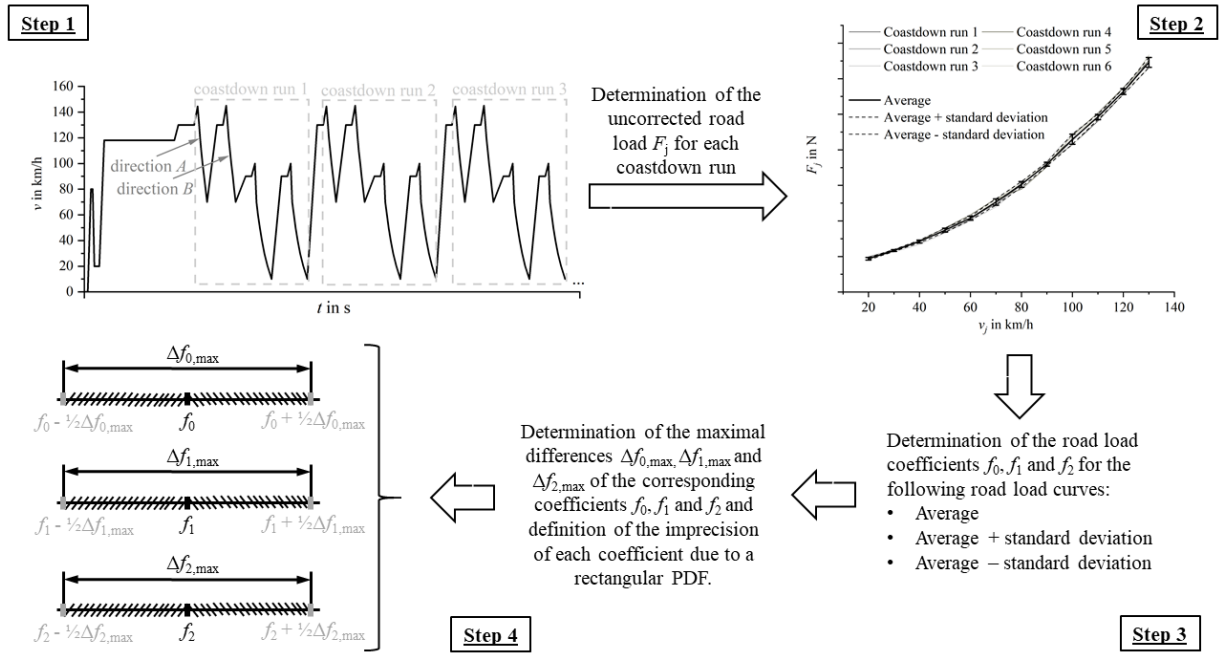 Step 1
coastdown run 1
coastdown run 2
coastdown run 3
160
140
120
100
80
60
40
20
0
v in km/h
direction A
direction B
...
t in s
Determination of the
uncorrected road
load Fj for each
coastdown run
Step 2
Coastdown run 1
Coastdown run 4
Coastdown run 2
Coastdown run 5
Coastdown run 3
Coastdown run 6
Average
Average + standard deviation
Average - standard deviation
Fj in N
20 40 60 80 100 120 140
vj in km/h
Determination of the road load
coefficients f0, f1 and f2 for the
following road load curves:
• Average
• Average + standard deviation
• Average – standard deviation
Step 3
Determination of the maximal
differences Δf0,max, Δf1,max and
Δf2,max of the corresponding
coefficients f0, f1 and f2 and
definition of the imprecision
of each coefficient due to a
rectangular PDF.
Step 4
Δf0,max
f0 - ½Δf0,max f0 f0 + ½Δf0,max
Δf1,max
f1 - ½Δf1,max f1 f1 + ½Δf1,max
Δf2,max
f2 - ½Δf2,max f2 f2 + ½Δf2,max